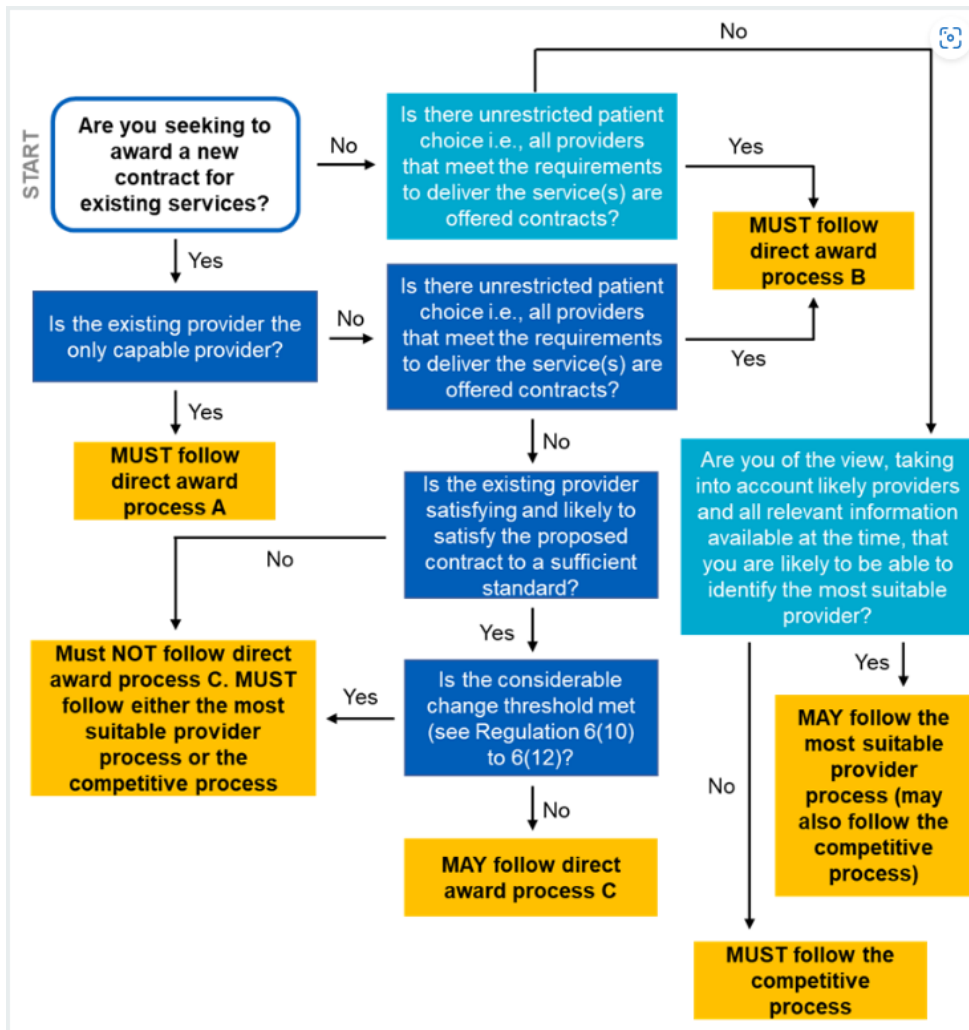 No
START
Are you seeking to
award a new
contract for
existing services?
No
Is there unrestricted patient
choice i.e., all providers
that meet the requirements
to deliver the service(s) are
offered contracts?
Yes
MUST follow
direct award
process B
Yes
Is the existing provider the
only capable provider?
No
Is there unrestricted patient
choice i.e., all providers
that meet the requirements
to deliver the service(s) are
offered contracts?
Yes
Yes
MUST follow
direct award
process A
No
Is the existing provider
satisfying and likely to
satisfy the proposed
contract to a sufficient
standard?
No
Are you of the view, taking
into account likely providers
and all relevant information
available at the time, that
you are likely to be able to
identify the most suitable
provider?
Yes
Must NOT follow direct
award process C. MUST
follow either the most
suitable provider
process or the
competitive process
Yes
Is the considerable
change threshold met
(see Regulation 6(10)
to 6(12)?
Yes
MAY follow the
most suitable
provider
process (may
also follow the
competitive
process)
No
No
MAY follow direct
award process C
MUST follow the
competitive
process